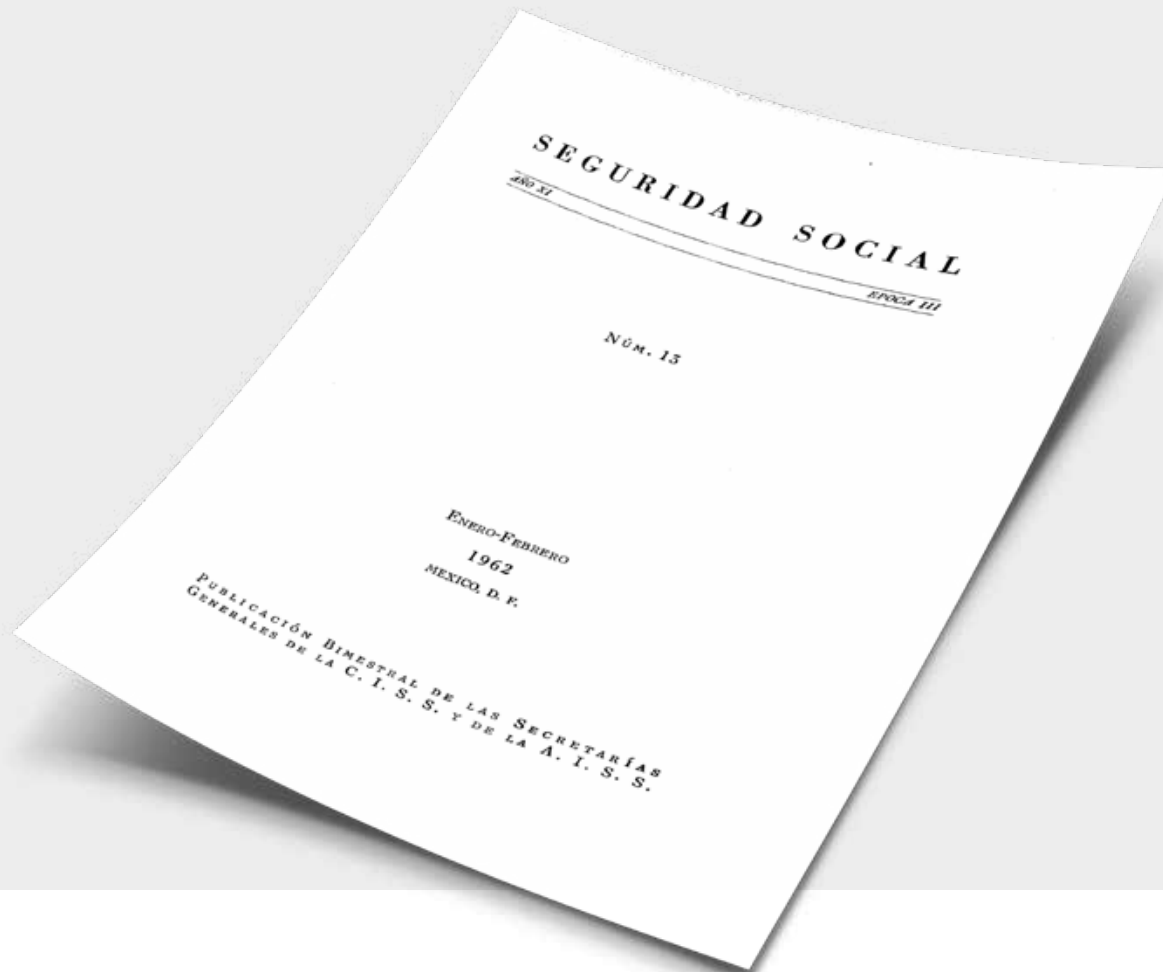 SEGURIDAD SOCIAL
AÑO XI
EPOCA III
NÚM. 13
ENERO-FEBRERO
1962
MEXICO, D. F.
PUBLICACIÓN BIMESTRAL DE LAS SECRETARÍAS
GENERALES DE LA C. I. S. S. Y DE LA A. I. S. S.